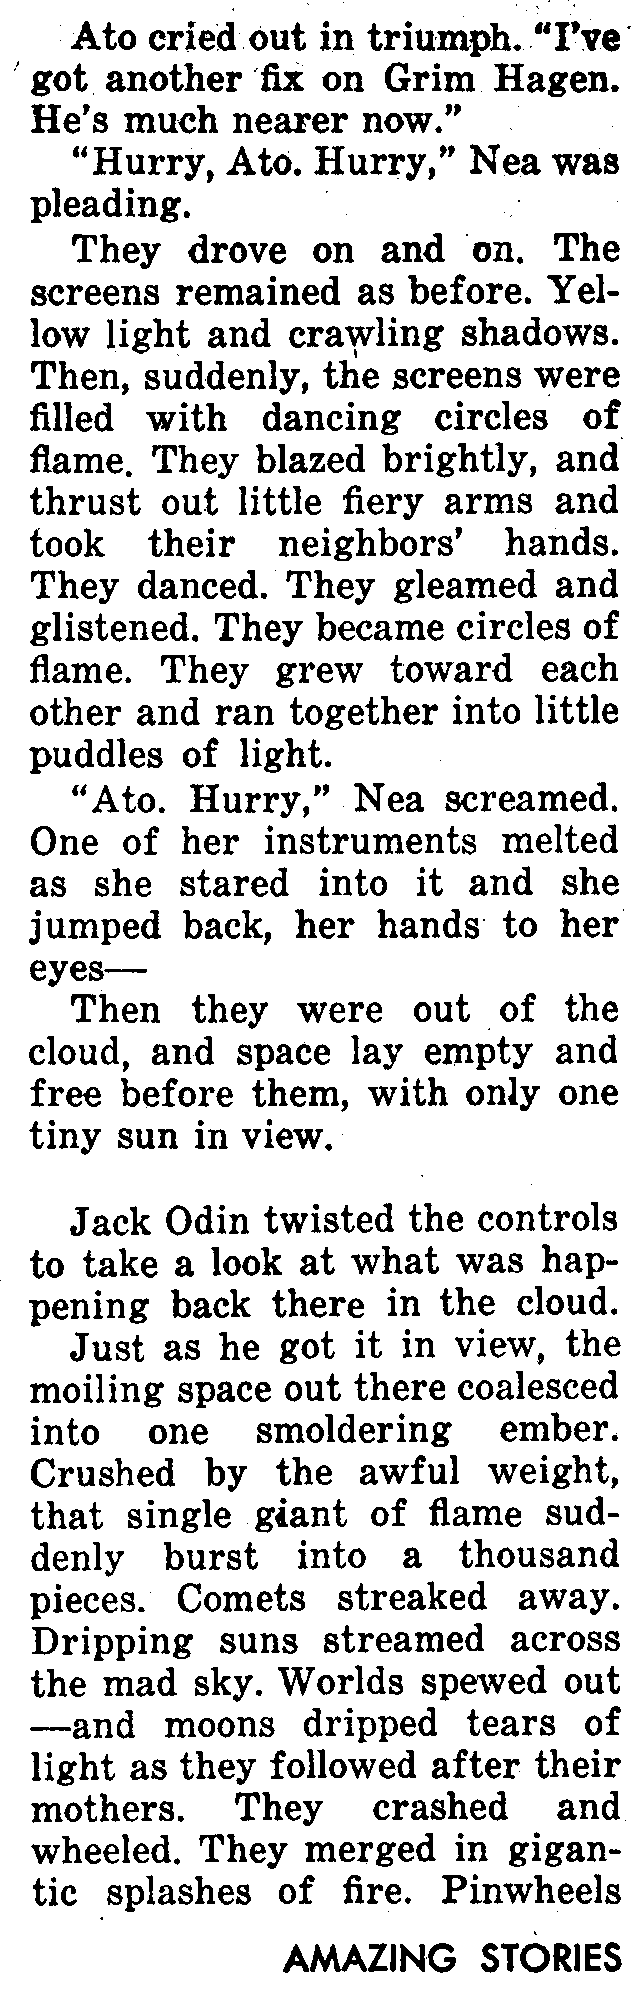 Ato cried out in triumph. “I’ve
got another fix on Grim Hagen.
He’s much nearer now.”
“Hurry, Ato. Hurry,” Nea was
pleading.
They drove on and on. The
screens remained as before. Yel-
low light and crawling shadows.
Then, suddenly, the screens were
filled with dancing circles of
flame. They blazed brightly, and
thrust out little fiery arms and
took their neighbors’ hands.
They danced. They gleamed and
glistened. They became circles of
flame. They grew toward each
other and ran together into little
puddles of light.
“Ato. Hurry,” Nea screamed.
One of her instruments melted
as she stared into it and she
jumped back, her hands to her
eyes—
Then they were out of the
cloud, and space lay empty and
free before them, with only one
tiny sun in view.
Jack Odin twisted the controls
to take a look at what was hap-
pening back there in the cloud.
Just as he got it in view, the
moiling space out there coalesced
into one smoldering ember.
Crushed by the awful weight,
that single giant of flame sud-
denly burst into a thousand
pieces. Comets streaked away.
Dripping suns streamed across
the mad sky. Worlds spewed out
—and moons dripped tears of
light as they followed after their
mothers. They crashed and
wheeled. They merged in gigan-
tic splashes of fire. Pinwheels
AMAZING STORIES